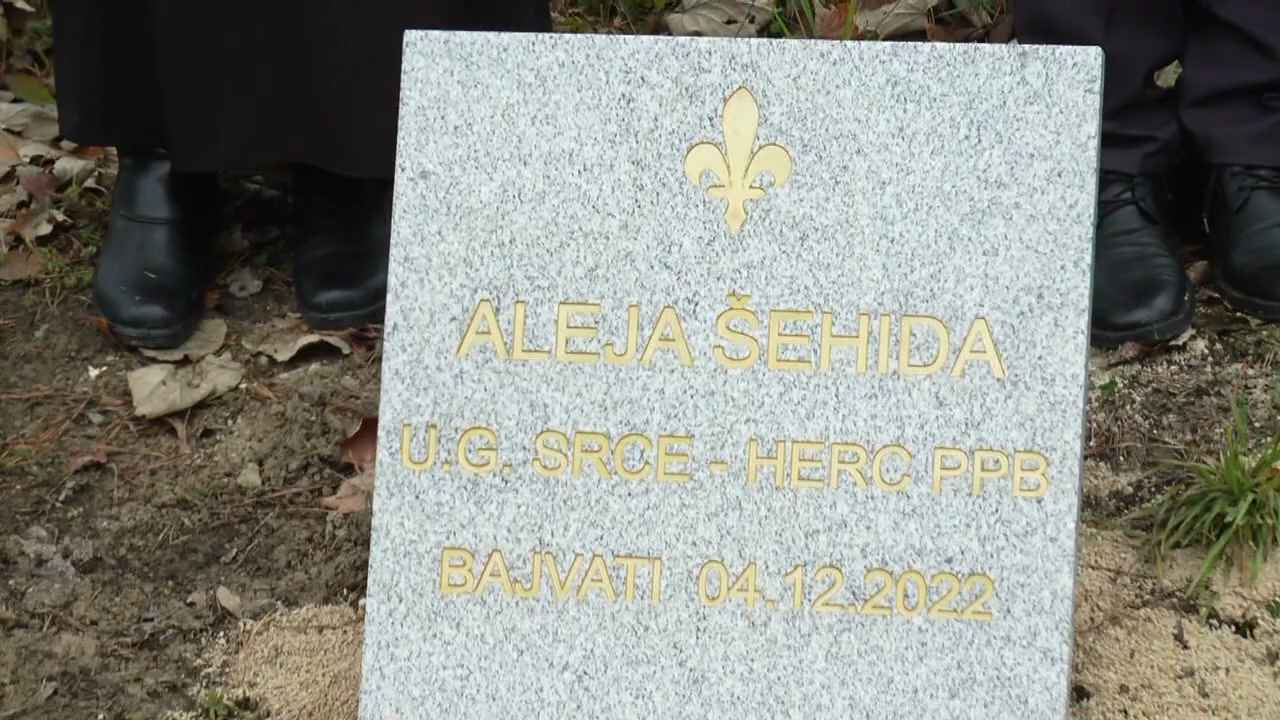 ALEJA ŠEHIDA
U.G. SRCE - HERC PPB
BAJVATI 04.12.2022